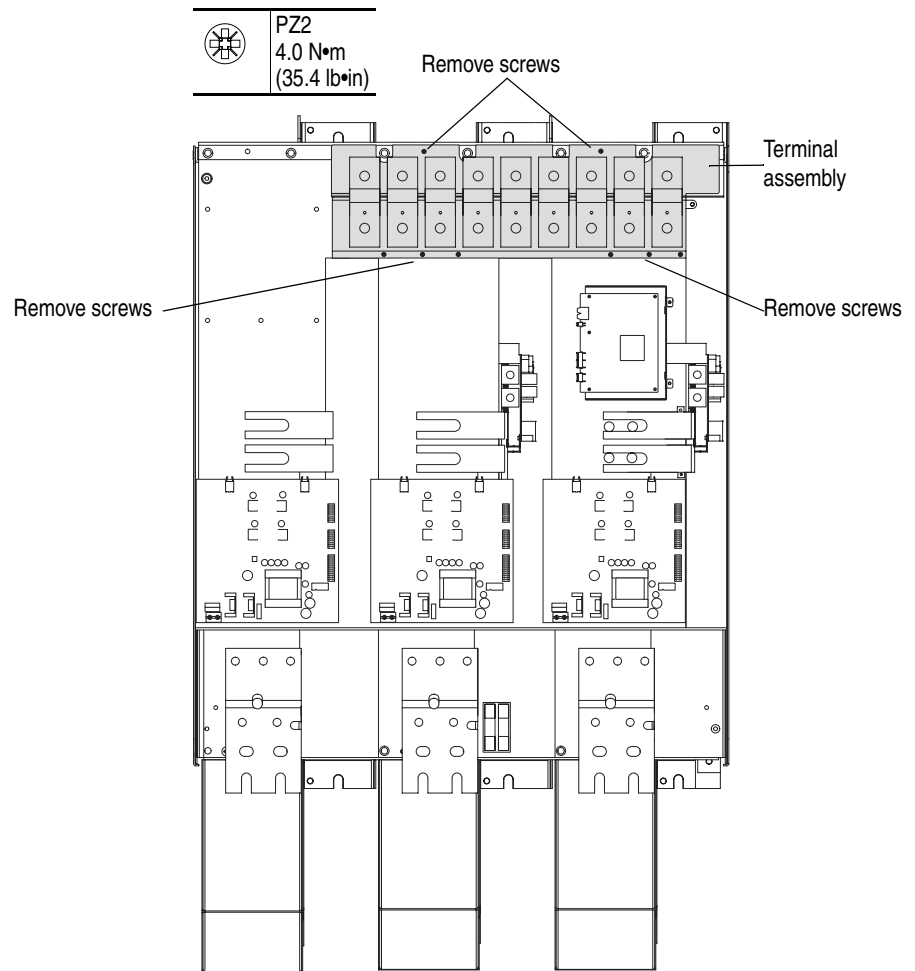 PZ2
4.0 N•m
(35.4 lb•in)
Remove screws
Terminal
assembly
Remove screws
Remove screws